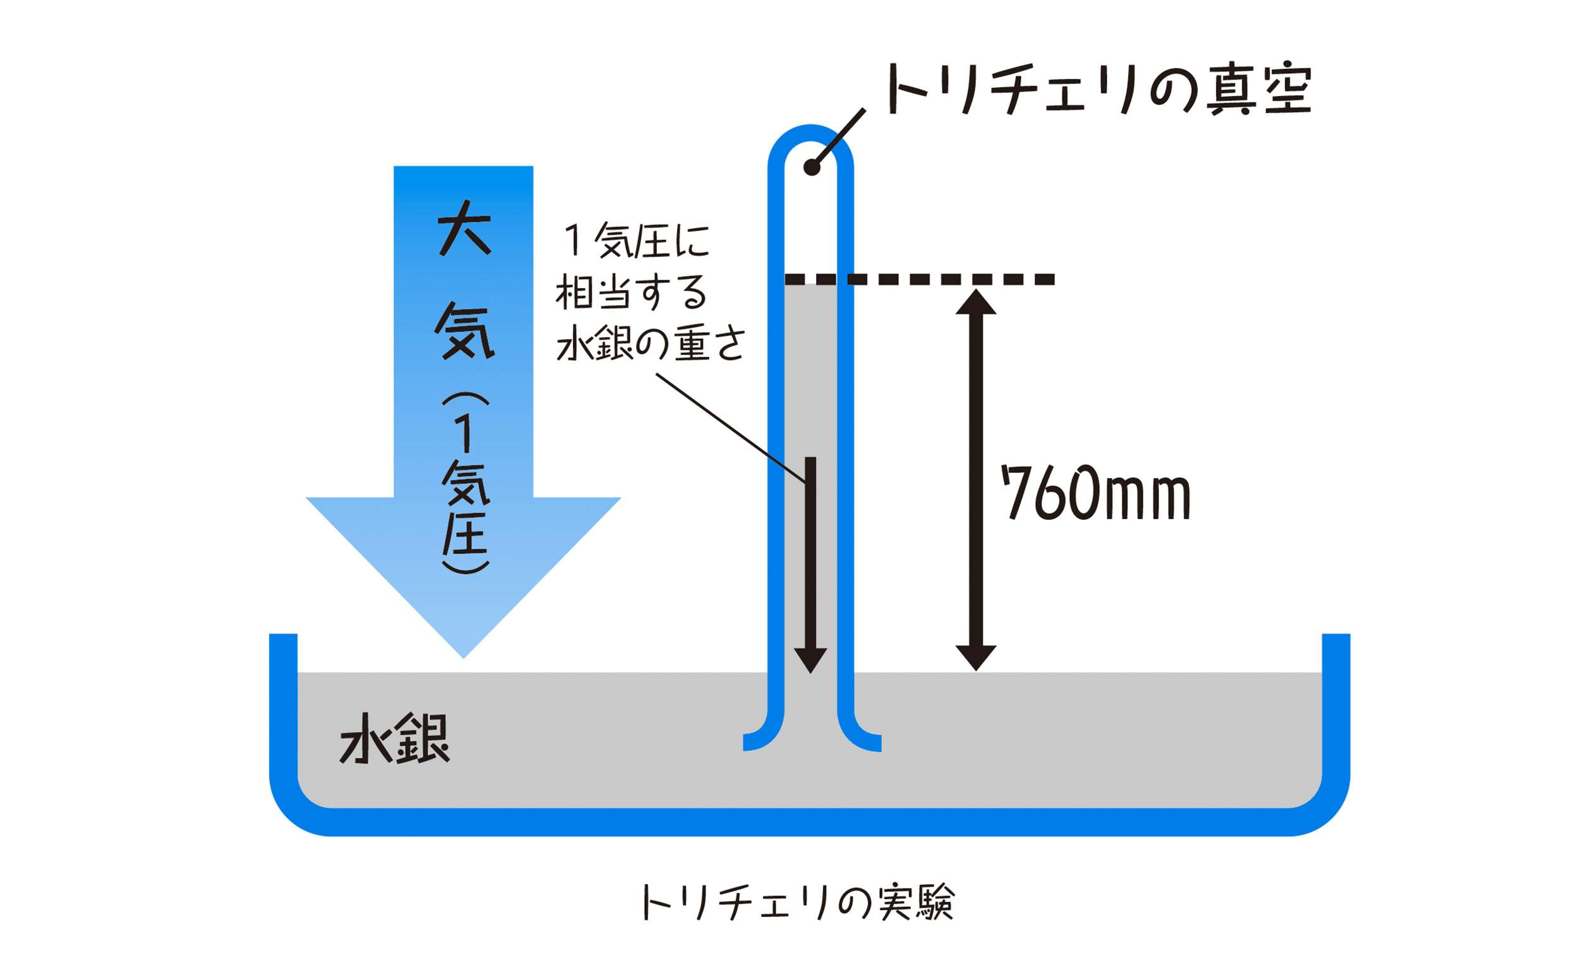 トリチェリの真空
大気(1気圧)
1気圧に
相当する
水銀の重さ
760mm
水銀
トリチェリの実験